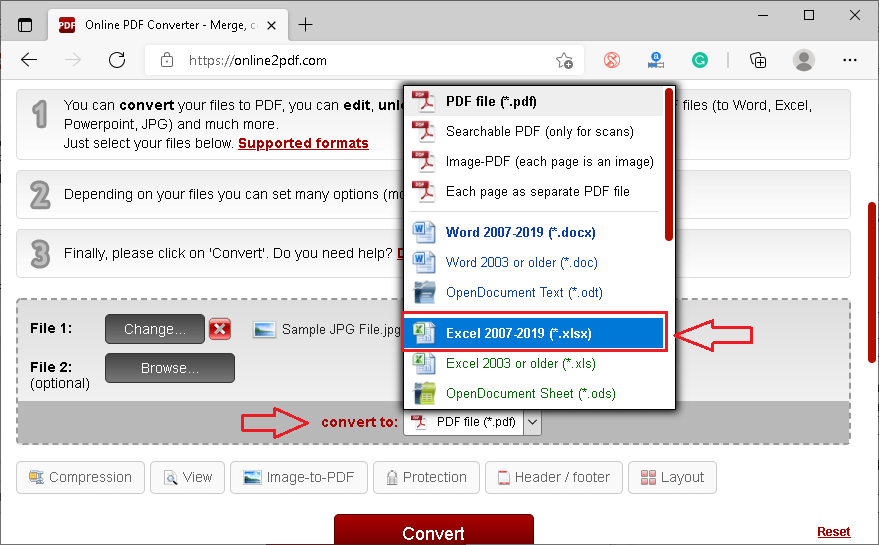 PDF
Online PDF Converter - Merge, c
https://online2pdf.com
1
You can convert your files to PDF, you can edit, unl
F files (to Word, Excel,
Powerpoint, JPG) and much more.
Just select your files below. Supported formats
2
Depending on your files you can set many options (mo
3
Finally, please click on 'Convert'. Do you need help?
PDF file (*.pdf)
Searchable PDF (only for scans)
Image-PDF (each page is an image)
Each page as separate PDF file
Word 2007-2019 (*.docx)
Word 2003 or older (*.doc)
OpenDocument Text (*.odt)
Excel 2007-2019 (*.xlsx)
Excel 2003 or older (*.xls)
OpenDocument Sheet (*.ods)
File 1:
Change...
Sample JPG File.jpg
File 2:
(optional)
Browse...
convert to:
PDF file (*.pdf)
Compression
View
Image-to-PDF
Protection
Header / footer
Layout
Convert
Reset